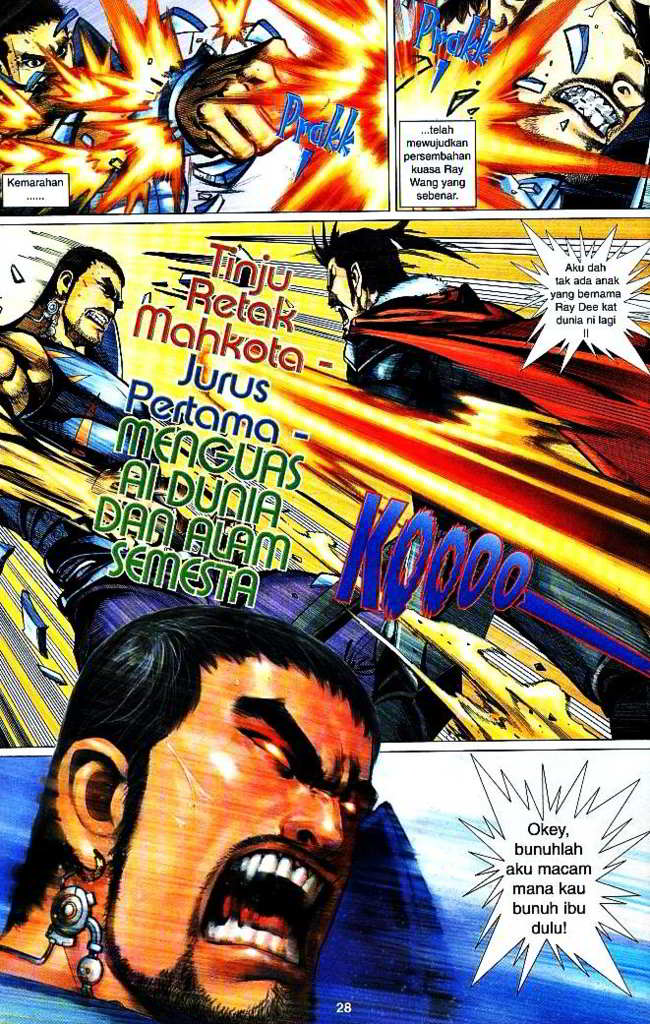 Prakk
!
Kemarahan
......
Prakk
!
...telah
mewujudkan
persembahan
kuasa Ray
Wang yang
sebenar.
Tinju
Retak
Mahkota -
Jurus
Pertama -
MENGUAS
AI DUNIA
DAN ALAM
SEMESTA
Aku dah
tak ada anak
yang bernama
Ray Dee kat
dunia ni lagi
!!
KOOOO
Okey,
bunuhlah
aku macam
mana kau
bunuh ibu
dulu!
28